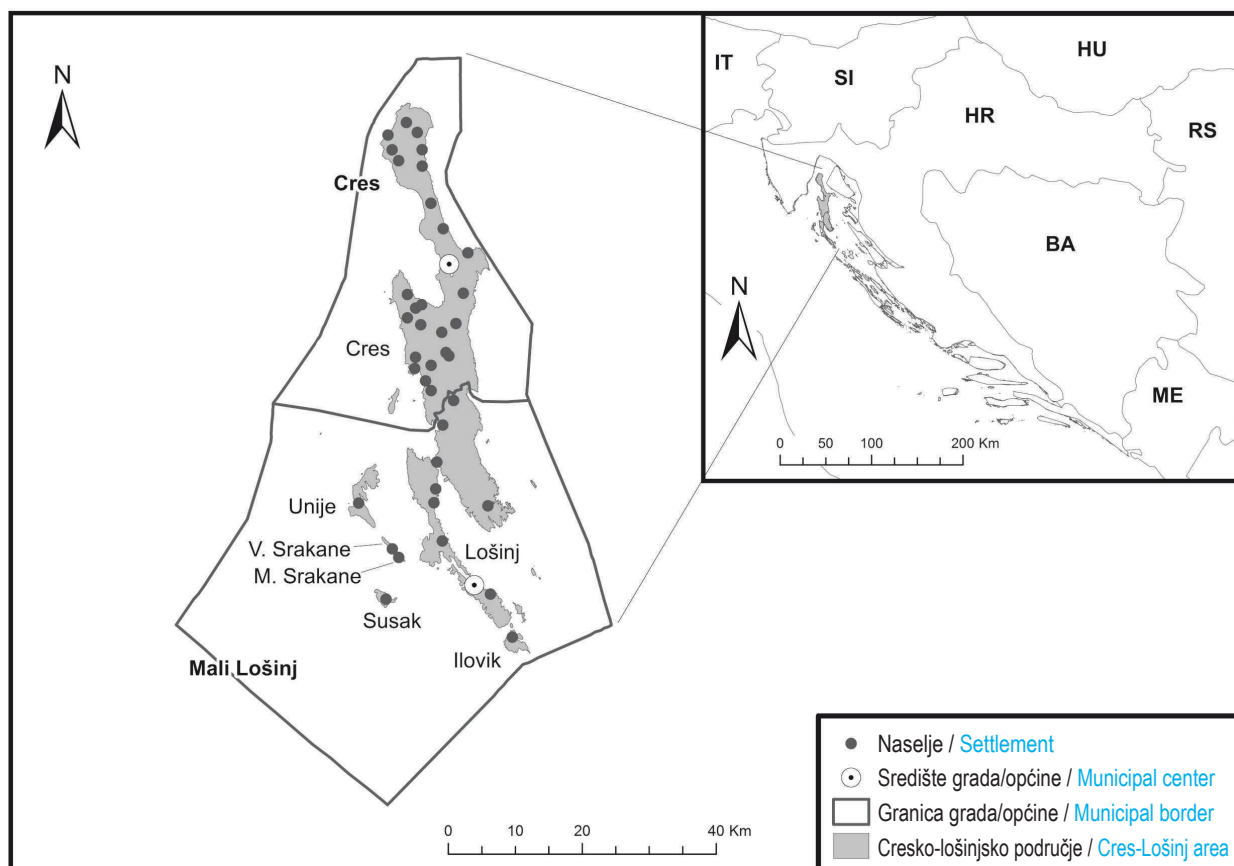 N
Cres
Cres
Unije
V. Srakane
M. Srakane
Lošinj
Susak
Ilovik
Mali Lošinj
0 10 20 40 Km
IT
SI
HU
HR
RS
BA
ME
N
0 50 100 200 Km
Naselje / Settlement
Središte grada/općine / Municipal center
Granica grada/općine / Municipal border
Cresko-lošinjsko područje / Cres-Lošinj area